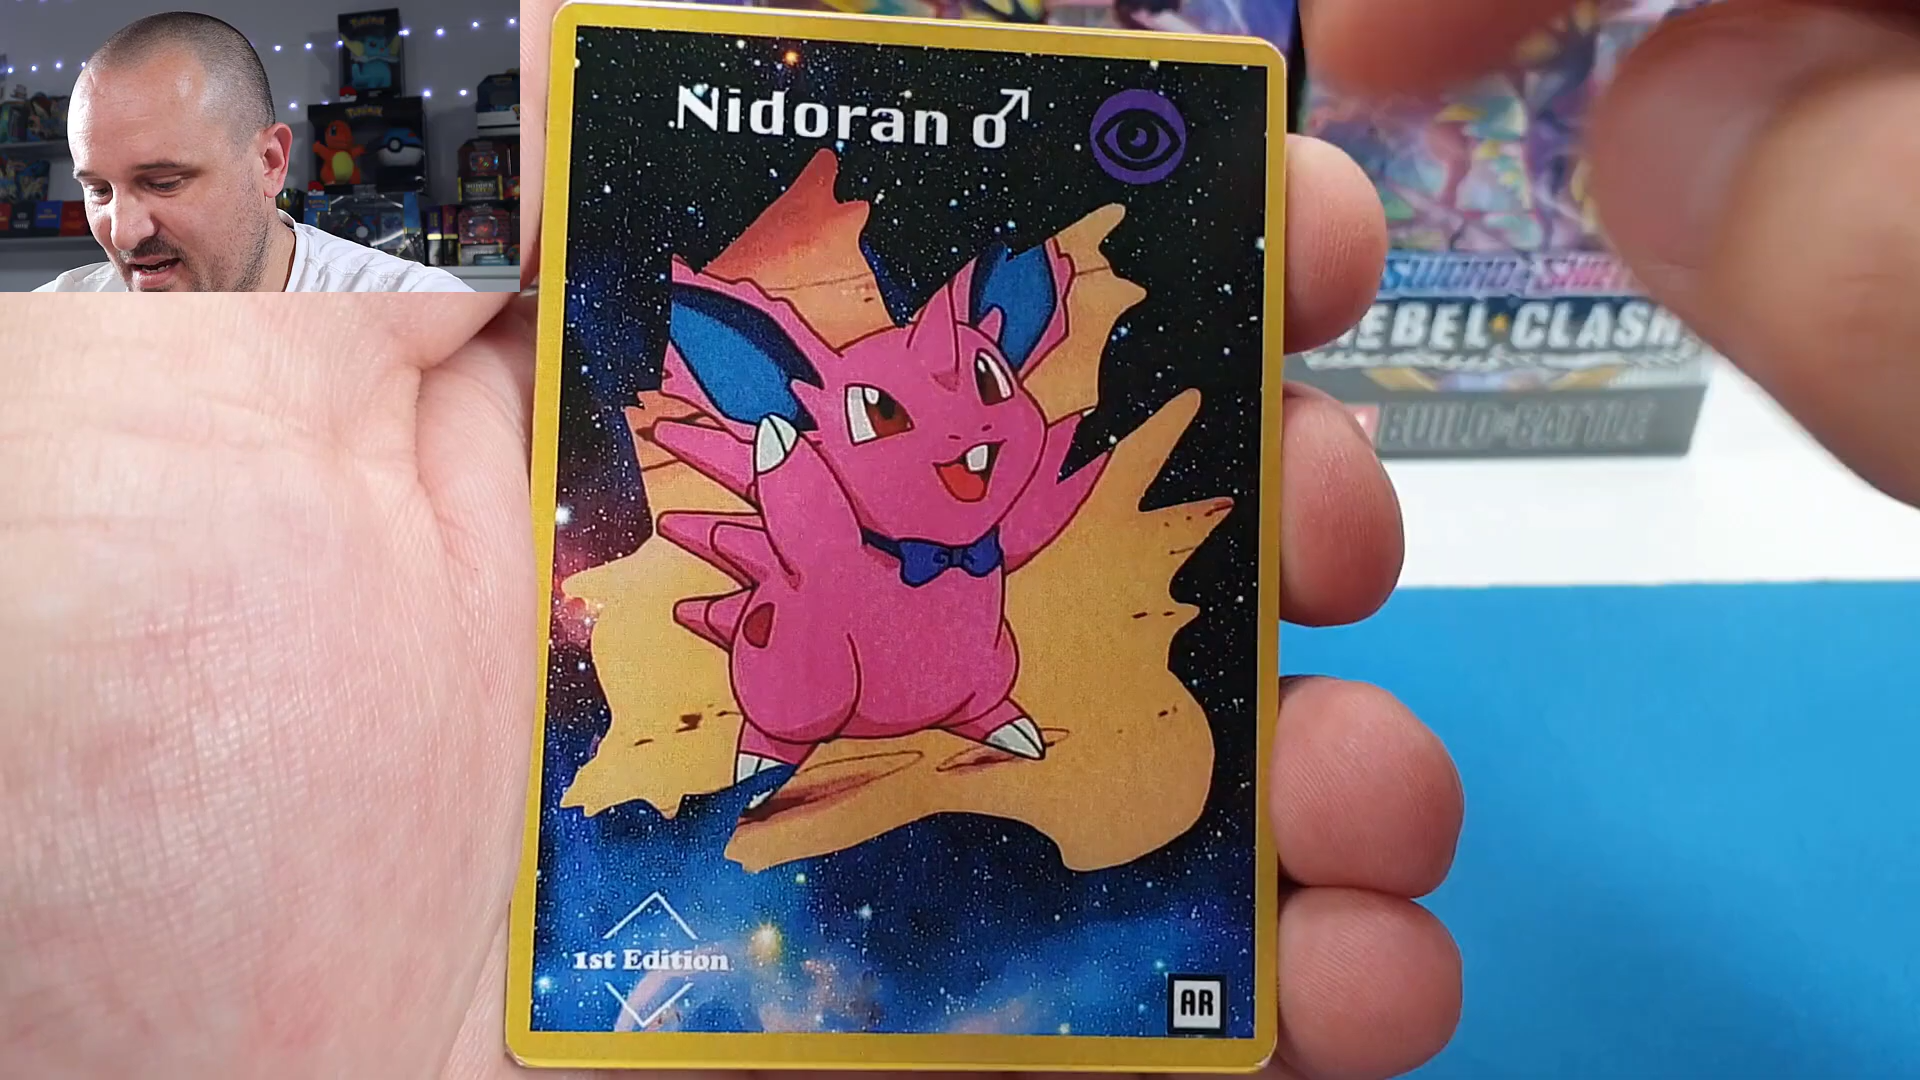 Nidoran ♂
SWORD & SHIELD
REBEL CLASH
BUILD & BATTLE
1st Edition
AR